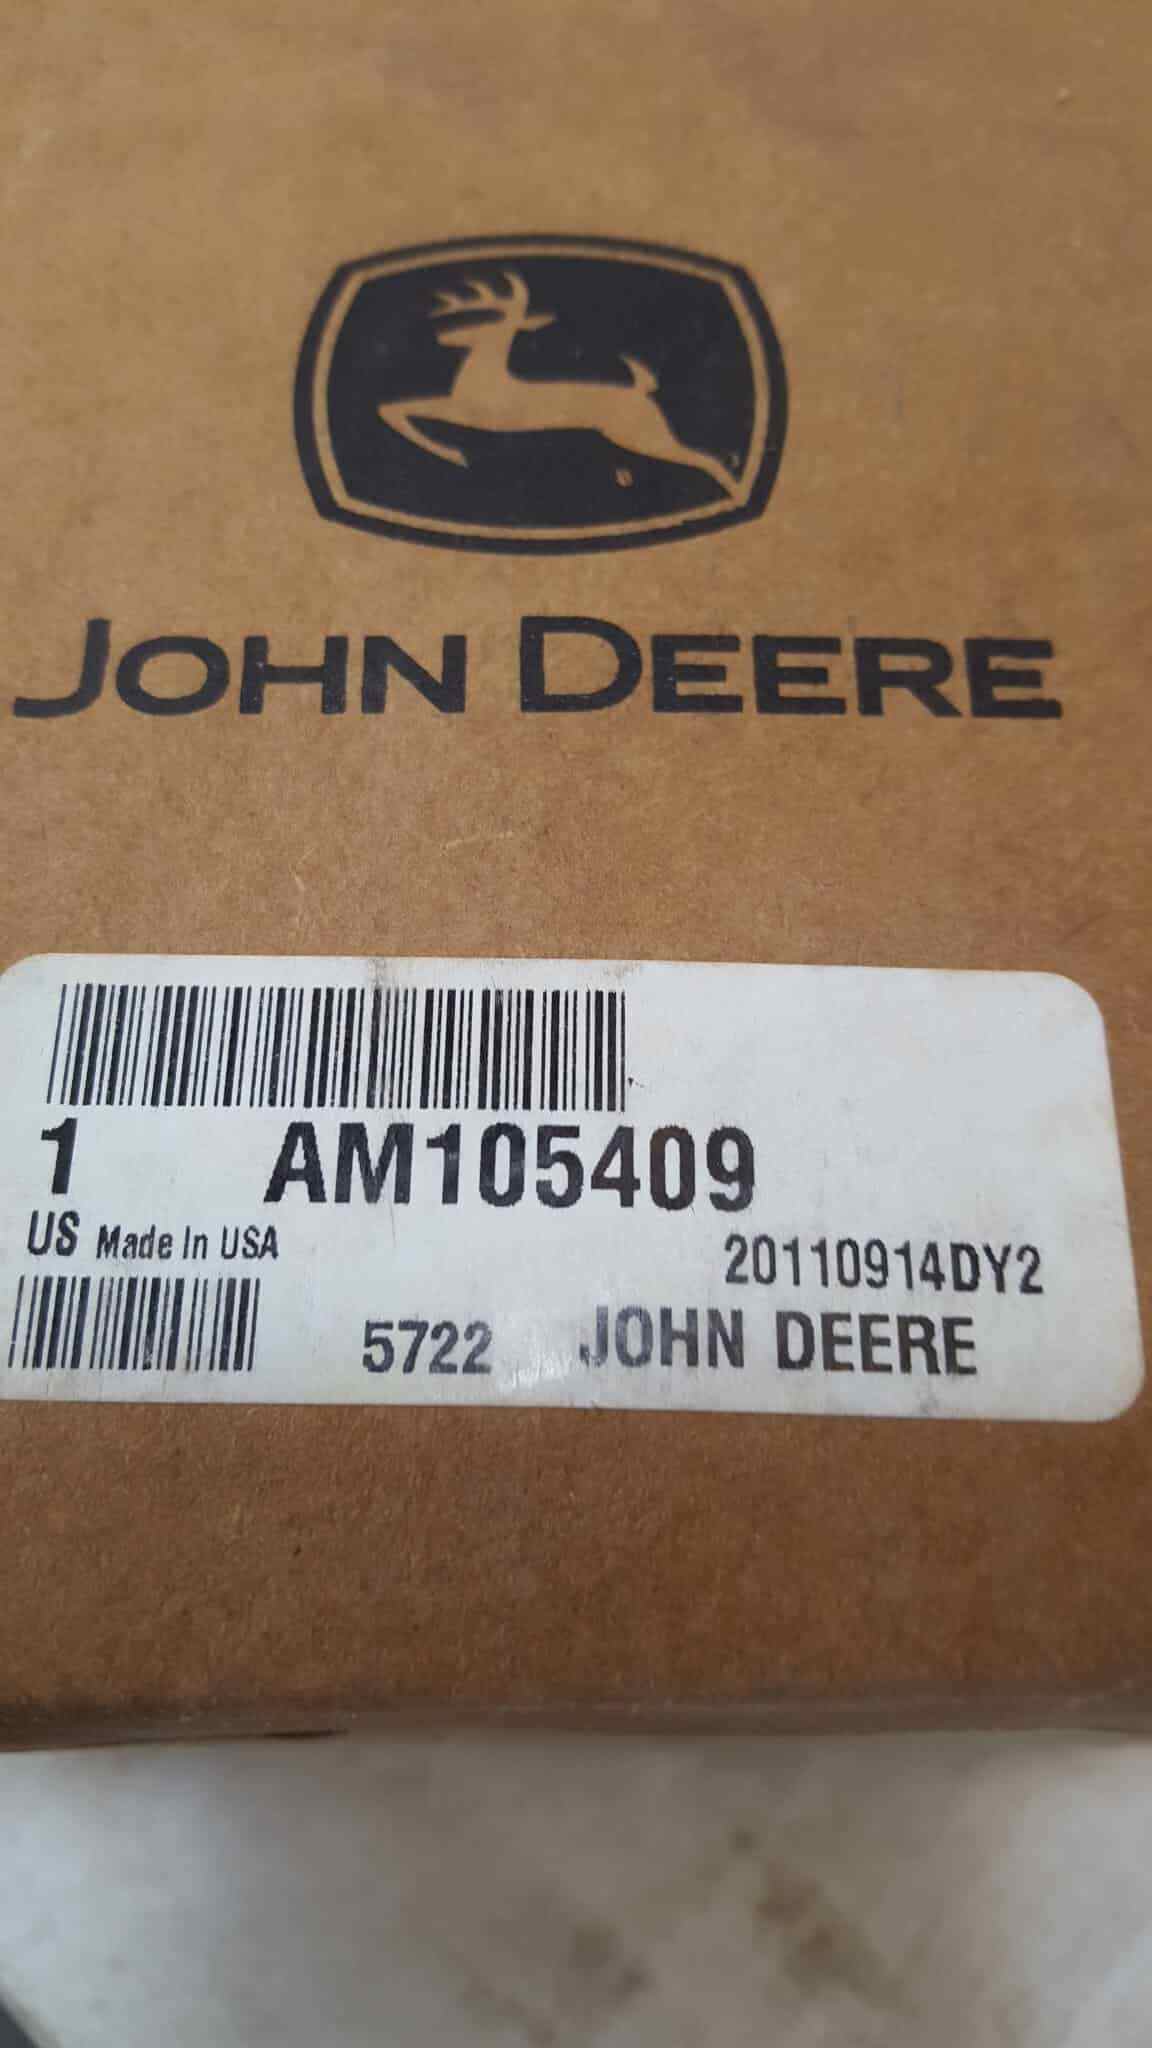 JOHN DEERE
1 AM105409
US Made In USA
20110914DY2
5722 JOHN DEERE